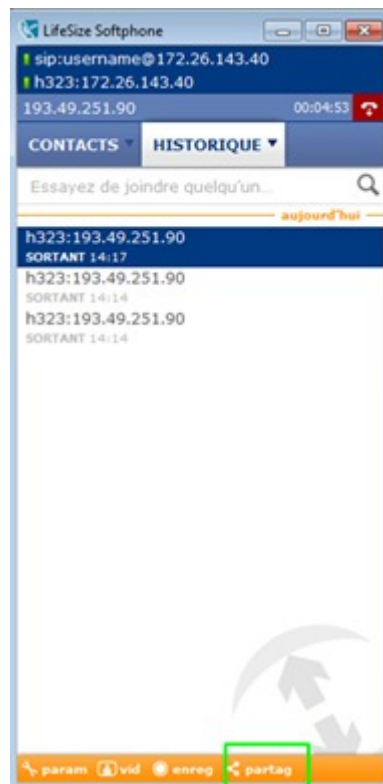 LifeSize Softphone
sip:username@172.26.143.40
h323:172.26.143.40
193.49.251.90 00:04:53
CONTACTS HISTORIQUE
Essayez de joindre quelqu'un...
aujourd'hui
h323:193.49.251.90
SORTANT 14:17
h323:193.49.251.90
SORTANT 14:14
h323:193.49.251.90
SORTANT 14:14
param vid enreg partag